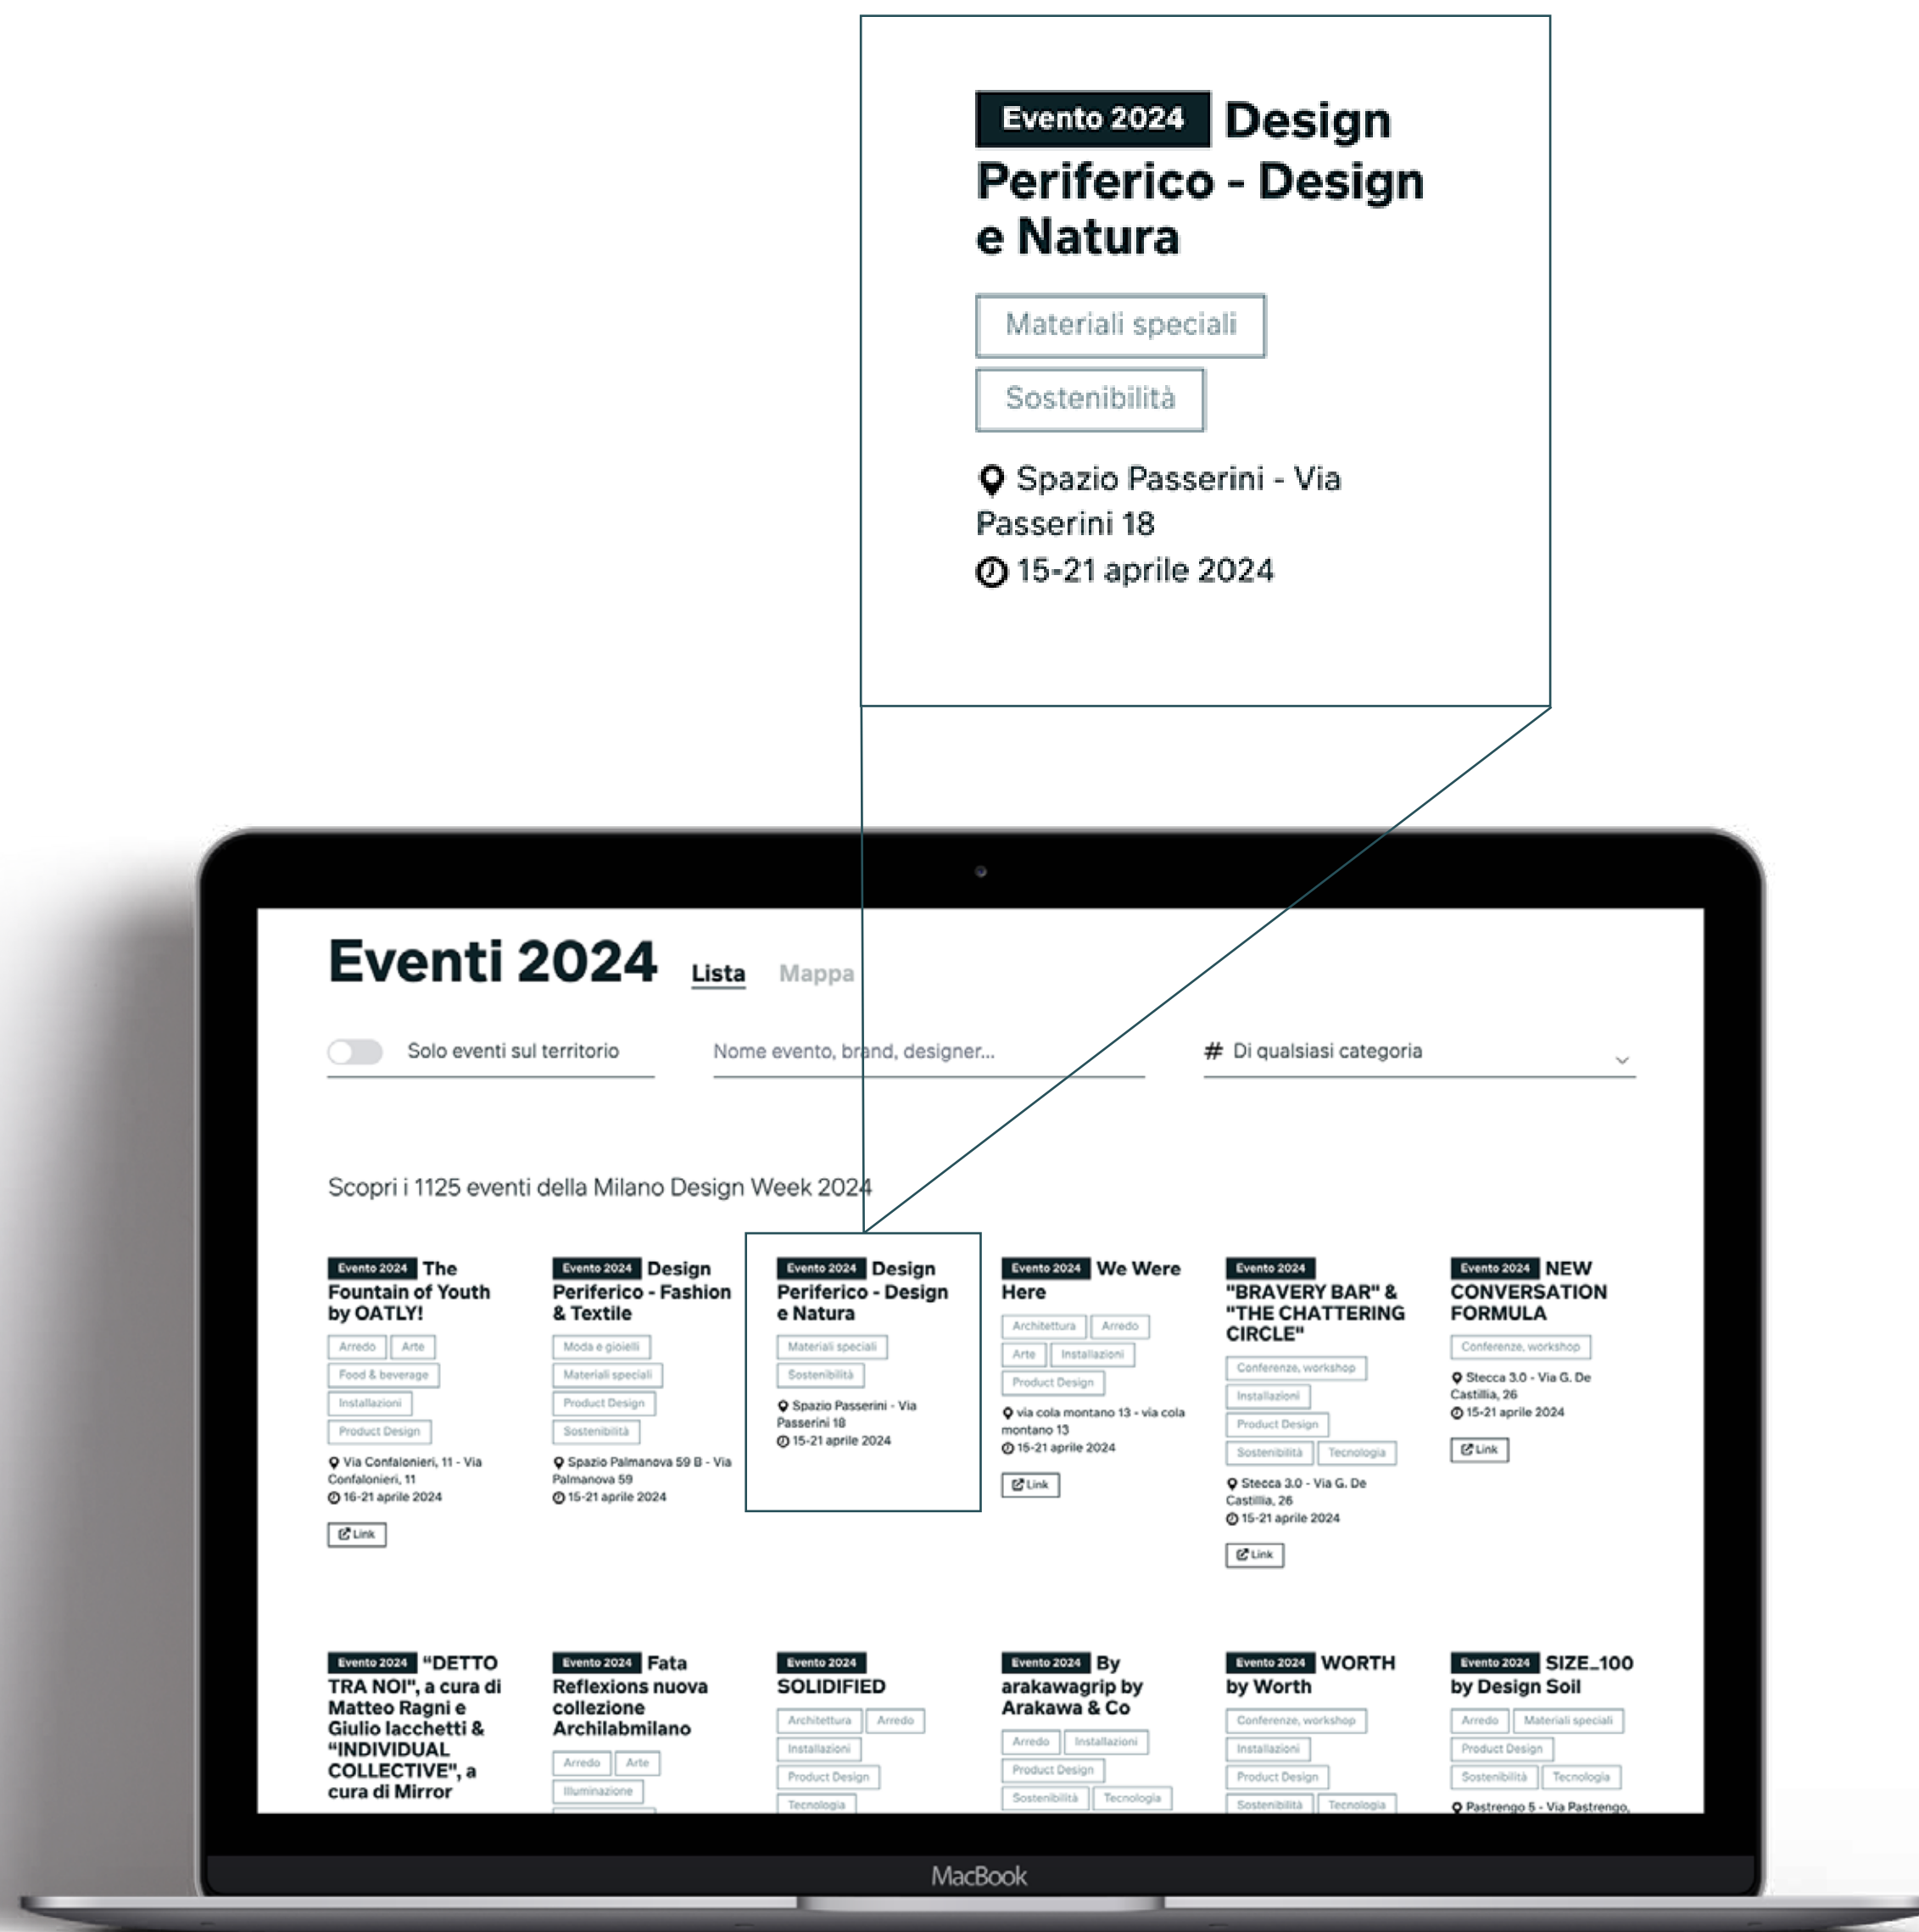 Evento 2024 Design
Periferico - Design
e Natura
Materiali speciali
Sostenibilità
Spazio Passerini - Via
Passerini 18
15-21 aprile 2024
Eventi 2024 Lista Mappa
Solo eventi sul territorio
Nome evento, brand, designer...
# Di qualsiasi categoria
Scopri i 1125 eventi della Milano Design Week 2024
Evento 2024 The
Fountain of Youth
by OATLY!
Arredo Arte
Food & beverage
Installazioni
Product Design
Via Confalonieri, 11 - Via
Confalonieri, 11
16-21 aprile 2024
Link
Evento 2024 Design
Periferico - Fashion
& Textile
Moda e gioielli
Materiali speciali
Product Design
Sostenibilità
Spazio Palmanova 59 B - Via
Palmanova 59
15-21 aprile 2024
Evento 2024 Design
Periferico - Design
e Natura
Materiali speciali
Sostenibilità
Spazio Passerini - Via
Passerini 18
15-21 aprile 2024
Evento 2024 We Were
Here
Architettura Arredo
Arte Installazioni
Product Design
via cola montano 13 - via cola
montano 13
15-21 aprile 2024
Link
Evento 2024
"BRAVERY BAR" &
"THE CHATTERING
CIRCLE"
Conferenze, workshop
Installazioni
Product Design
Sostenibilità Tecnologia
Stecca 3.0 - Via G. De
Castillia, 26
15-21 aprile 2024
Link
Evento 2024 NEW
CONVERSATION
FORMULA
Conferenze, workshop
Stecca 3.0 - Via G. De
Castillia, 26
15-21 aprile 2024
Link
Evento 2024 “DETTO
TRA NOI", a cura di
Matteo Ragni e
Giulio Iacchetti &
“INDIVIDUAL
COLLECTIVE", a
cura di Mirror
Evento 2024 Fata
Reflexions nuova
collezione
Archilabmilano
Arredo Arte
Illuminazione
Evento 2024
SOLIDIFIED
Architettura Arredo
Installazioni
Product Design
Tecnologia
Evento 2024 By
arakawagrip by
Arakawa & Co
Arredo Installazioni
Product Design
Sostenibilità Tecnologia
Evento 2024 WORTH
by Worth
Conferenze, workshop
Installazioni
Product Design
Sostenibilità Tecnologia
Evento 2024 SIZE_100
by Design Soil
Arredo Materiali speciali
Product Design
Sostenibilità Tecnologia
Pastrengo 5 - Via Pastrengo,
MacBook